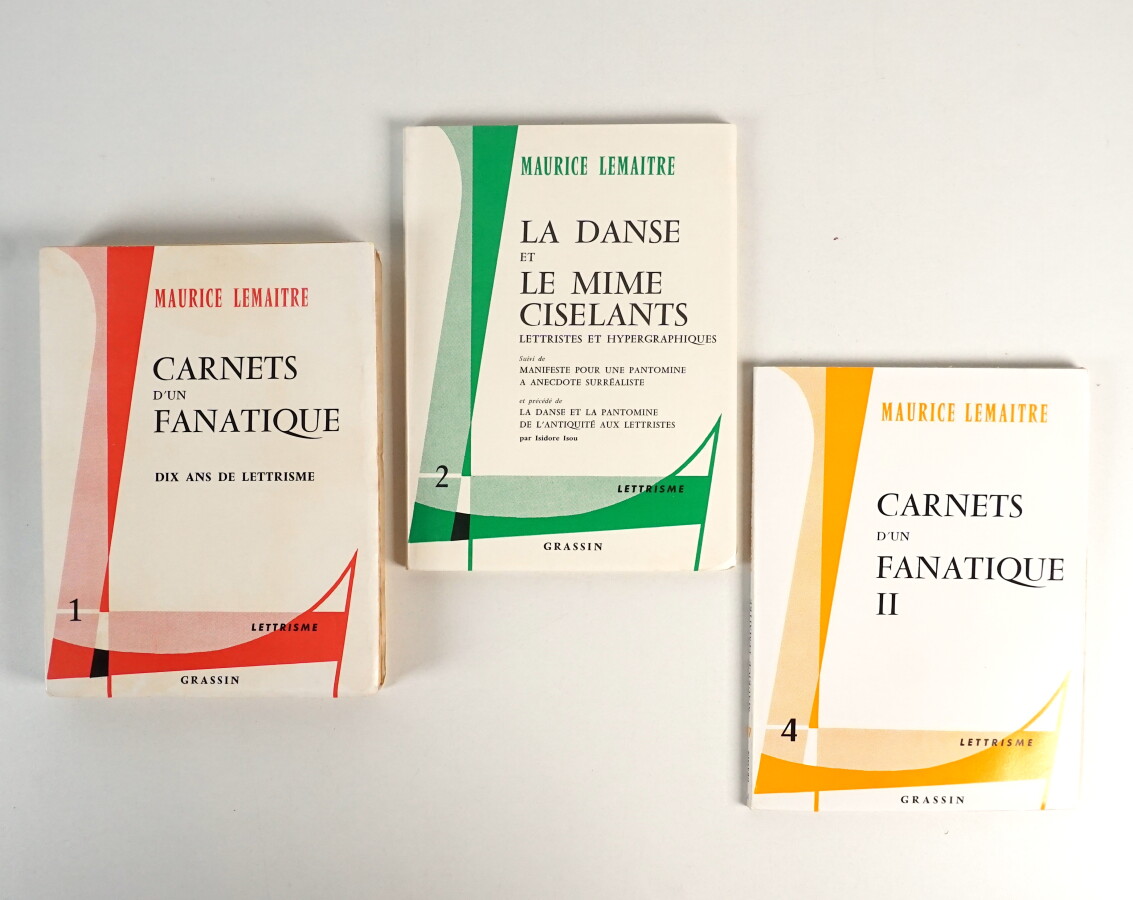 MAURICE LEMAITRE
CARNETS
D'UN
FANATIQUE
DIX ANS DE LETTRISME
1
LETTRISME
GRASSIN
MAURICE LEMAITRE
LA DANSE
ET
LE MIME
CISELANTS
LETTRISTES ET HYPERGRAPHIQUES
Suivi de
MANIFESTE POUR UNE PANTOMINE
A ANECDOTE SURRÉALISTE
et précédé de
LA DANSE ET LA PANTOMINE
DE L'ANTIQUITÉ AUX LETTRISTES
par Isidore Isou
2
LETTRISME
GRASSIN
MAURICE LEMAITRE
CARNETS
D'UN
FANATIQUE
II
4
LETTRISME
GRASSIN